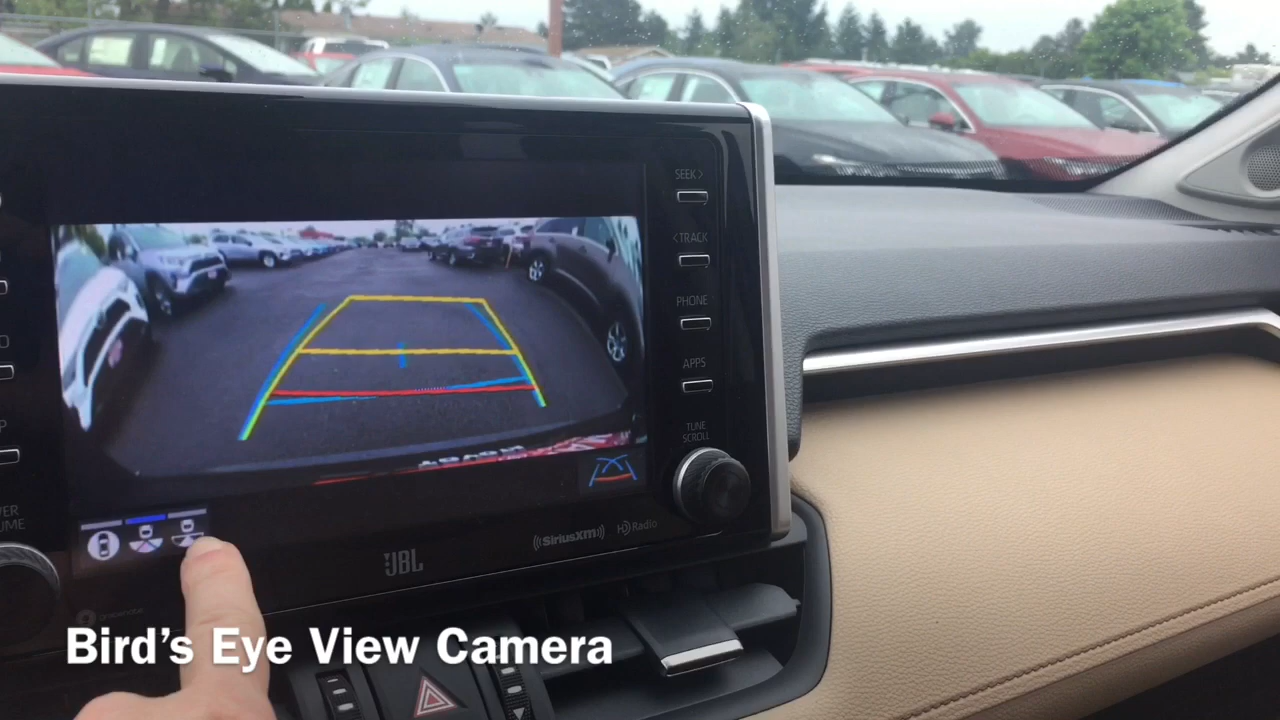 SEEK >
< TRACK
PHONE
APPS
TUNE
SCROLL
SiriusXM
HD Radio
JBL
Bird's Eye View Camera